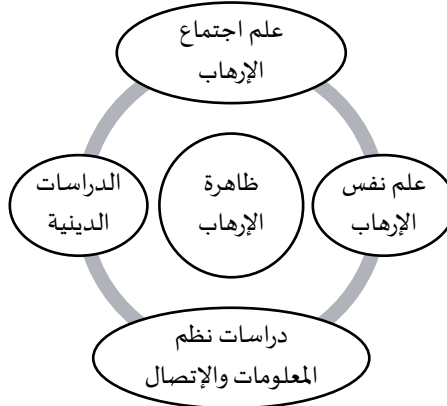 علم اجتماع
الإرهاب
علم نفس
الإرهاب
ظاهرة
الإرهاب
الدراسات
الدينية
دراسات نظم
المعلومات والإتصال